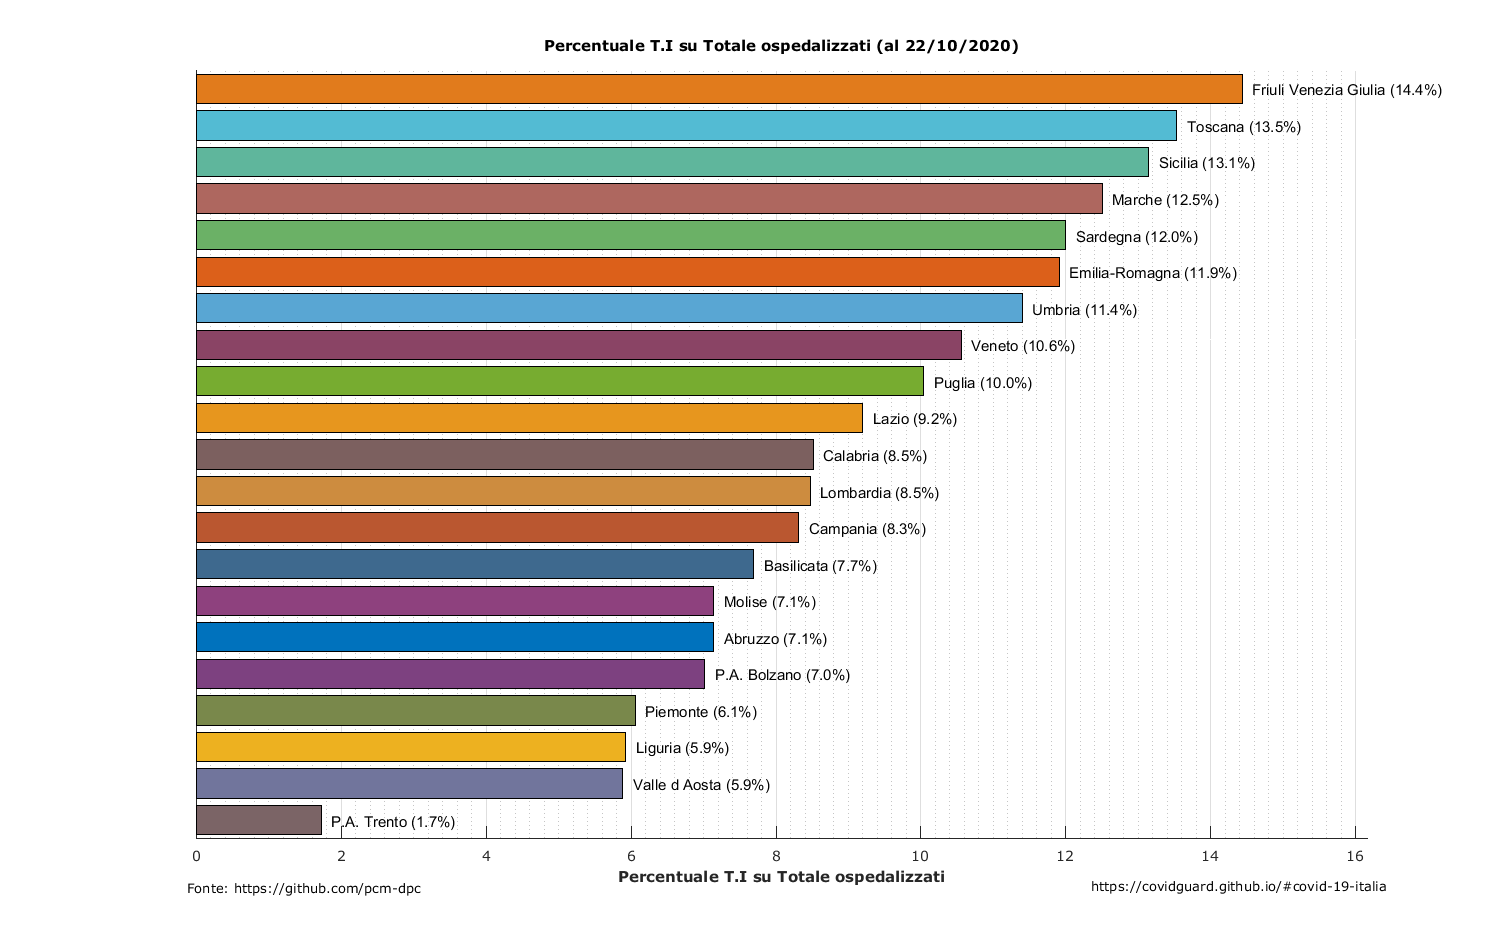 Percentuale T.I su Totale ospedalizzati (al 22/10/2020)
Friuli Venezia Giulia (14.4%)
Toscana (13.5%)
Sicilia (13.1%)
Marche (12.5%)
Sardegna (12.0%)
Emilia-Romagna (11.9%)
Umbria (11.4%)
Veneto (10.6%)
Puglia (10.0%)
Lazio (9.2%)
Calabria (8.5%)
Lombardia (8.5%)
Campania (8.3%)
Basilicata (7.7%)
Molise (7.1%)
Abruzzo (7.1%)
P.A. Bolzano (7.0%)
Piemonte (6.1%)
Liguria (5.9%)
Valle d Aosta (5.9%)
P.A. Trento (1.7%)
0 2 4 6 8 10 12 14 16
Percentuale T.I su Totale ospedalizzati
Fonte: https://github.com/pcm-dpc
https://covidguard.github.io/#covid-19-italia